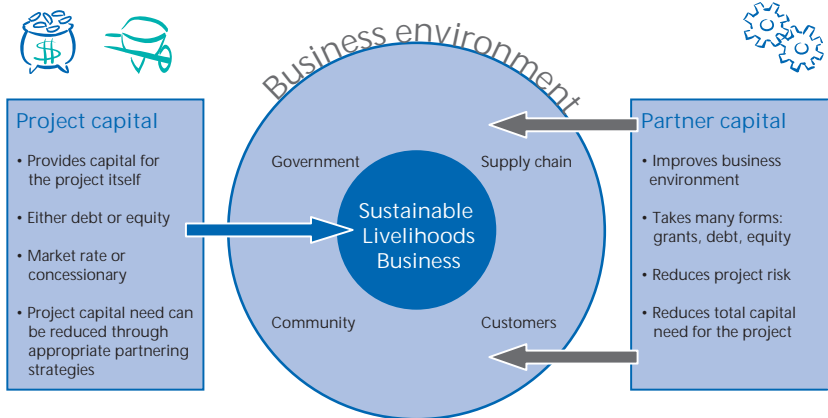 $
Business environment
Project capital
• Provides capital for
the project itself
• Either debt or equity
• Market rate or
concessionary
• Project capital need can
be reduced through
appropriate partnering
strategies
Government
Supply chain
Sustainable
Livelihoods
Business
Community
Customers
Partner capital
• Improves business
environment
• Takes many forms:
grants, debt, equity
• Reduces project risk
• Reduces total capital
need for the project